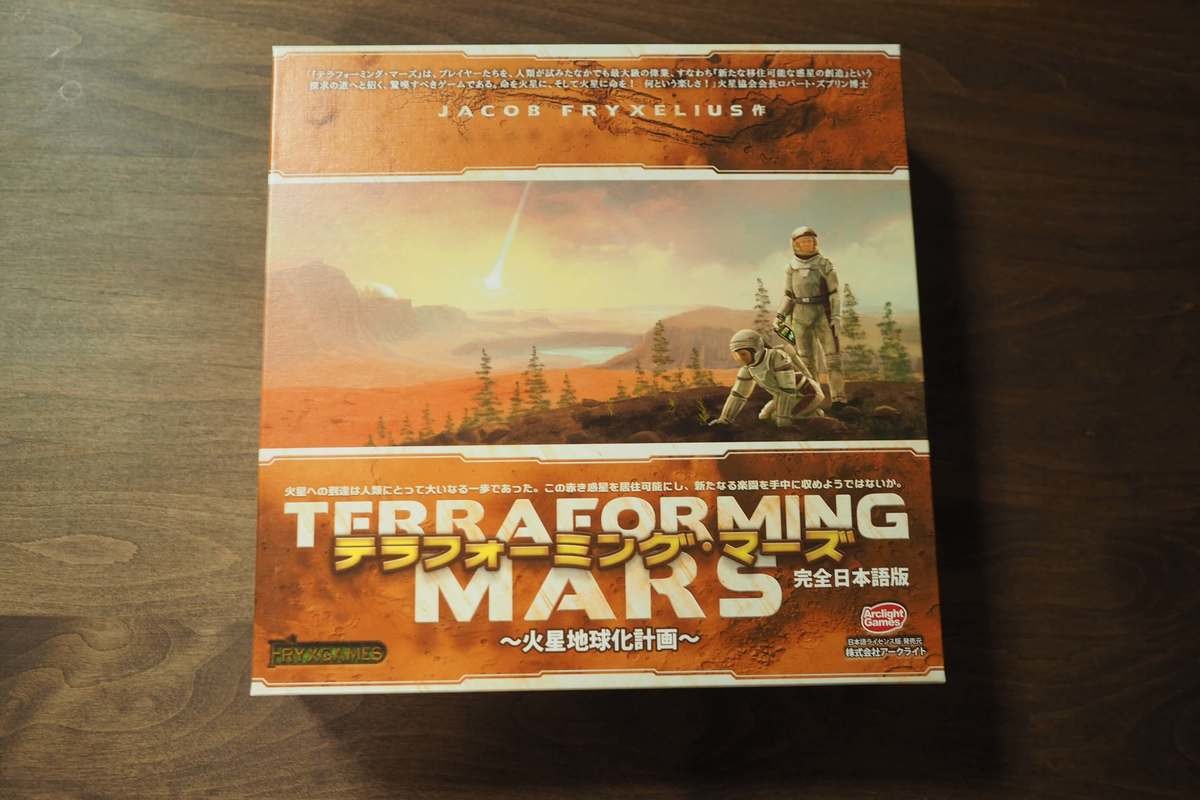 「『テラフォーミング・マーズ』は、プレイヤーたちを、人類が試みたなかでも最大級の偉業、すなわち『新たな移住可能な惑星の創造』という
探求の道へと招く、驚嘆すべきゲームである。命を火星に、そして火星に命を！ 何という楽しさ！」火星協会会長ロバート・ズブリン博士
JACOB FRYXELIUS作
火星への到達は人類にとって大いなる一歩であった。この赤き惑星を居住可能にし、新たなる楽園を手中に収めようではないか。
TERRAFORMING
テラフォーミング・マーズ
MARS
完全日本語版
～火星地球化計画～
Arclight
Games
FRYXGAMES
日本語ライセンス版 発売元
株式会社アークライト